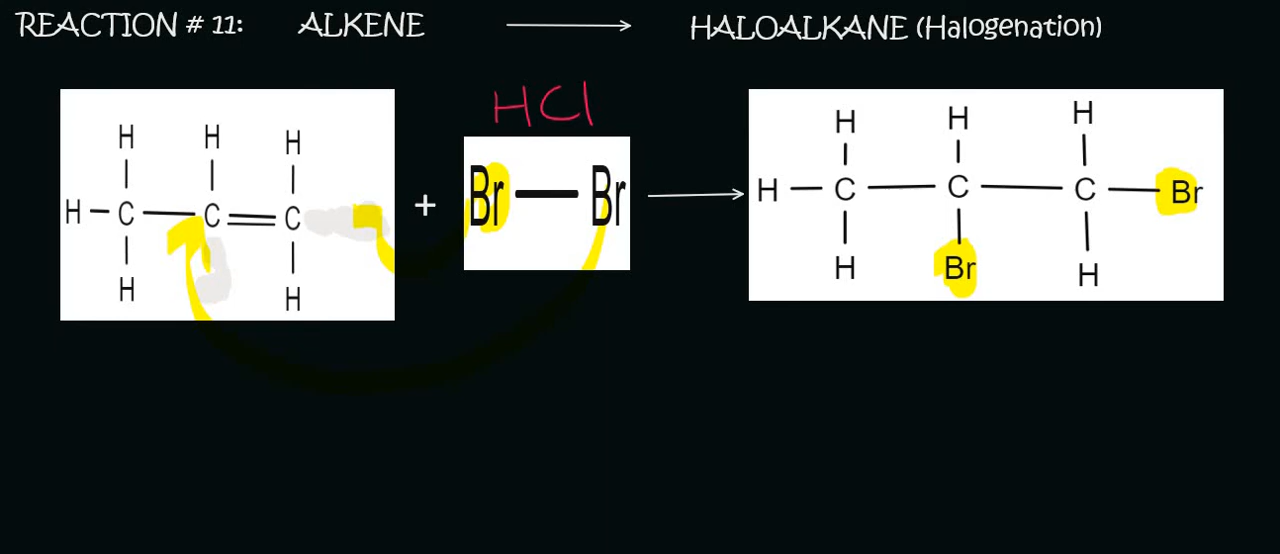 REACTION # 11: ALKENE ⟶ HALOALKANE (Halogenation)
HCl
H H H
H – C — C = C
H H
+
Br — Br
⟶
H H H
H — C — C — C — Br
H Br H